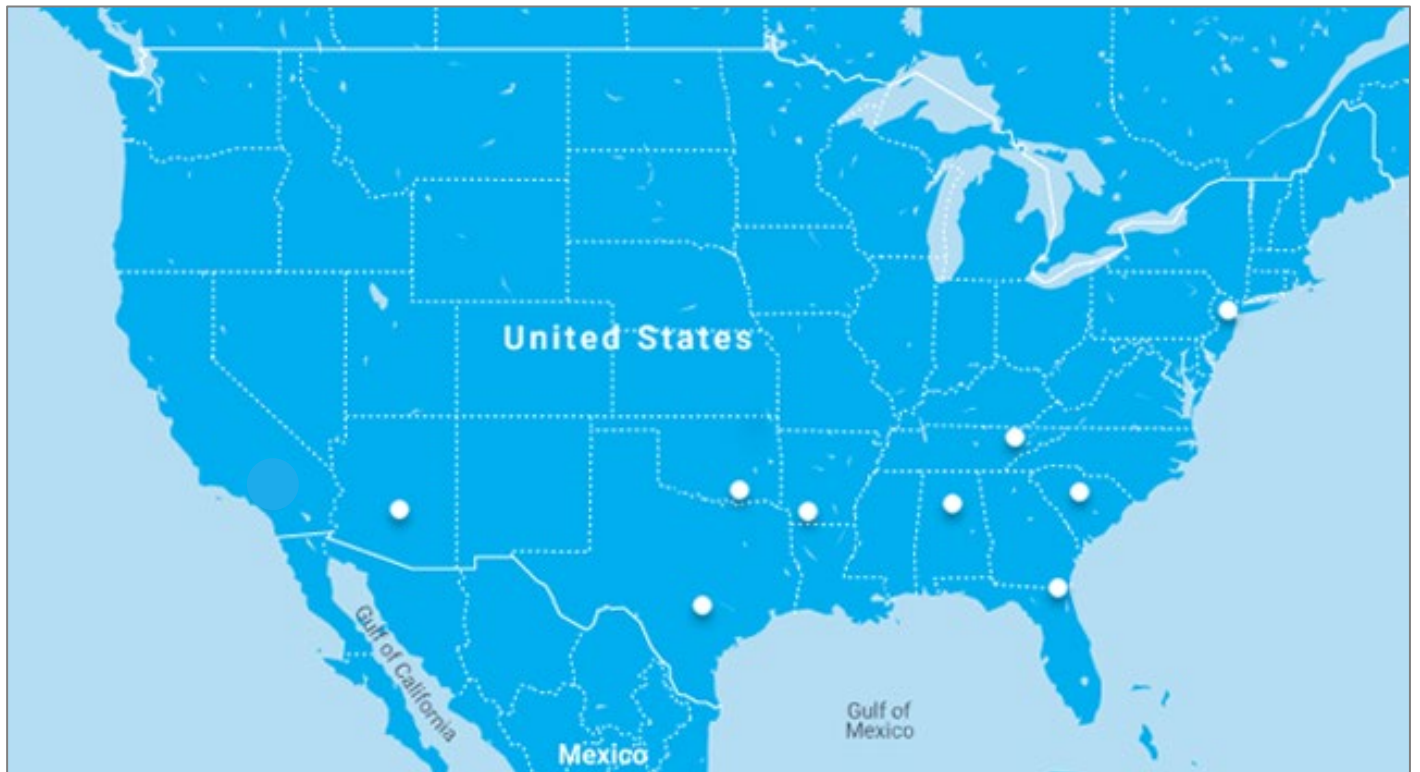 United States
Gulf of California
Gulf of
Mexico
Mexico